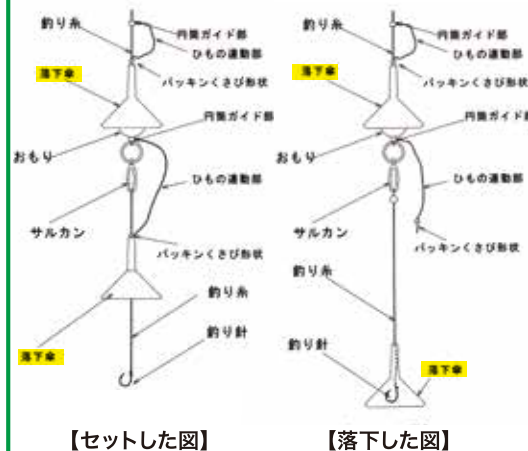 釣り糸
円筒ガイド部
ひもの運動部
落下傘
パッキンくさび形状
円筒ガイド部
おもり
ひもの運動部
サルカン
パッキンくさび形状
釣り糸
落下傘
釣り針
【セットした図】
釣り糸
円筒ガイド部
ひもの運動部
落下傘
パッキンくさび形状
円筒ガイド部
おもり
ひもの運動部
サルカン
パッキンくさび形状
釣り糸
釣り針
落下傘
【落下した図】